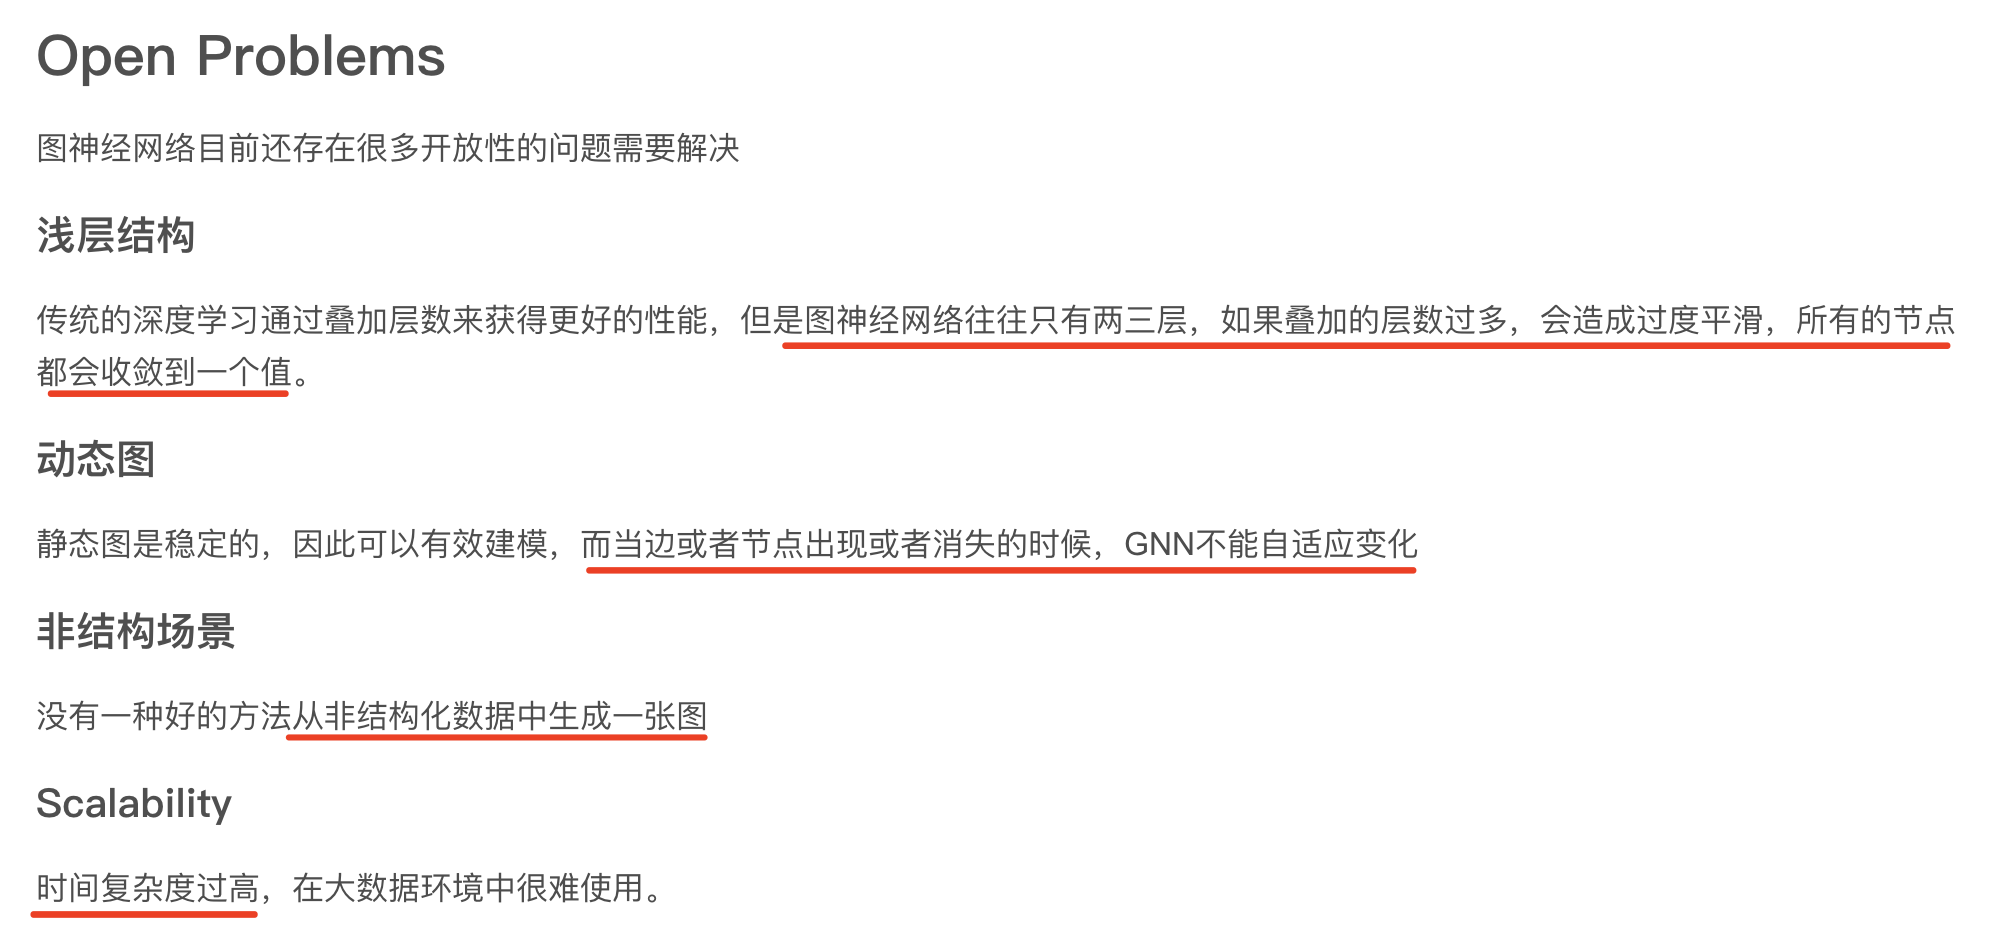 Open Problems
图神经网络目前还存在很多开放性的问题需要解决
浅层结构
传统的深度学习通过叠加层数来获得更好的性能，但是图神经网络往往只有两三层，如果叠加的层数过多，会造成过度平滑，所有的节点
都会收敛到一个值。
动态图
静态图是稳定的，因此可以有效建模，而当边或者节点出现或者消失的时候，GNN不能自适应变化
非结构场景
没有一种好的方法从非结构化数据中生成一张图
Scalability
时间复杂度过高，在大数据环境中很难使用。